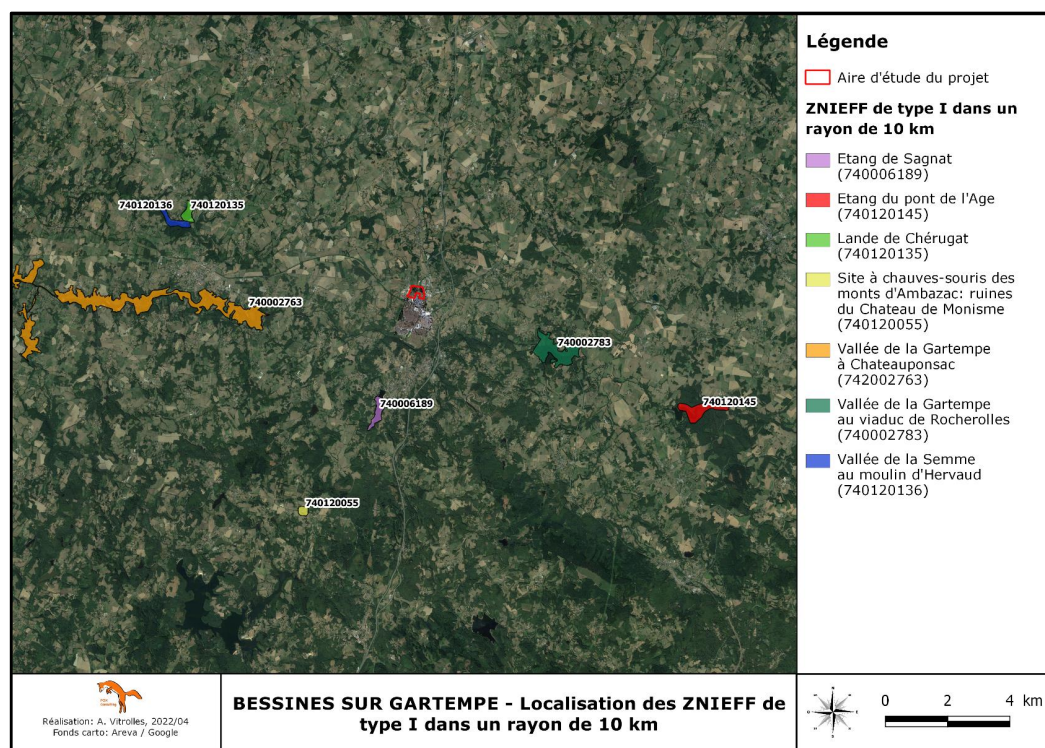 740120136
740120135
740002763
740002783
740006189
740120145
740120055
Légende
Aire d'étude du projet
ZNIEFF de type I dans un
rayon de 10 km
Etang de Sagnat
(740006189)
Etang du pont de l'Age
(740120145)
Lande de Chérugat
(740120135)
Site à chauves-souris des
monts d'Ambazac: ruines
du Chateau de Monisme
(740120055)
Vallée de la Gartempe
à Chateauponsac
(742002763)
Vallée de la Gartempe
au viaduc de Rocherolles
(740002783)
Vallée de la Semme
au moulin d'Hervaud
(740120136)
Réalisation: A. Vitrolles, 2022/04
Fonds carto: Areva / Google
BESSINES SUR GARTEMPE - Localisation des ZNIEFF de
type I dans un rayon de 10 km
N
O
E
S
0 2 4 km